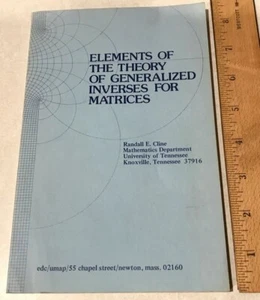 ELEMENTS OF
THE THEORY
OF GENERALIZED
INVERSES FOR
MATRICES
Randall E. Cline
Mathematics Department
University of Tennessee
Knoxville, Tennessee 37916
edc/umap/55 chapel street/newton, mass. 02160